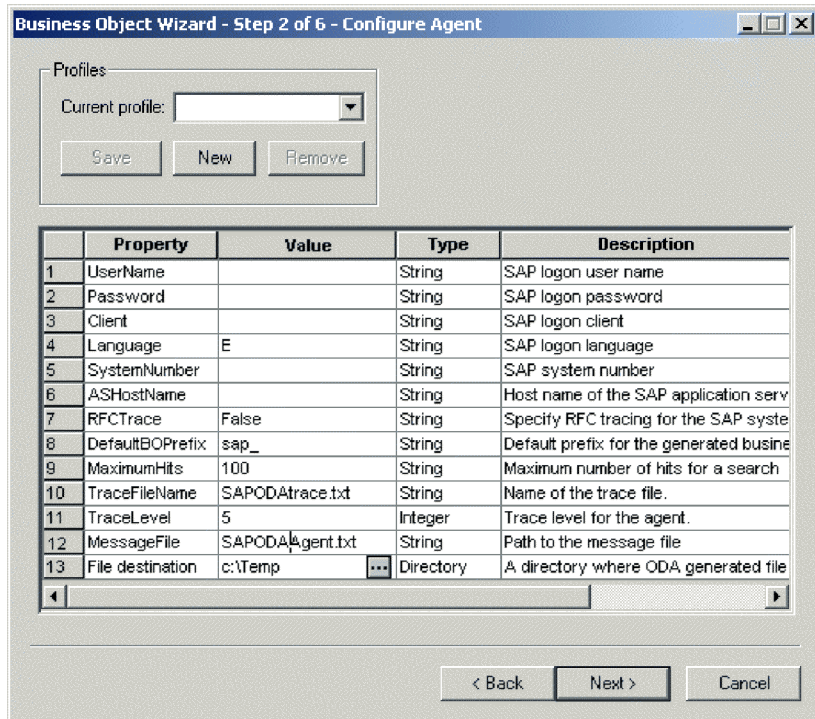 Business Object Wizard - Step 2 of 6 - Configure Agent
Profiles
Current profile:
Save New Remove
Property Value Type Description
1 UserName String SAP logon user name
2 Password String SAP logon password
3 Client String SAP logon client
4 Language E String SAP logon language
5 SystemNumber String SAP system number
6 ASHostName String Host name of the SAP application serv
7 RFCTrace False String Specify RFC tracing for the SAP syste
8 DefaultBOPrefix sap_ String Default prefix for the generated busine
9 MaximumHits 100 String Maximum number of hits for a search
10 TraceFileName SAPODAtrace.txt String Name of the trace file.
11 TraceLevel 5 Integer Trace level for the agent.
12 MessageFile SAPODAAgent.txt String Path to the message file
13 File destination c:\Temp ... Directory A directory where ODA generated file
< Back Next > Cancel